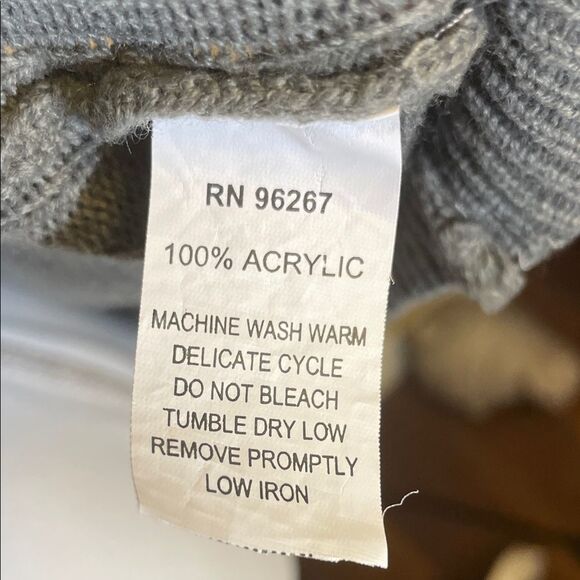 RN 96267
100% ACRYLIC
MACHINE WASH WARM
DELICATE CYCLE
DO NOT BLEACH
TUMBLE DRY LOW
REMOVE PROMPTLY
LOW IRON